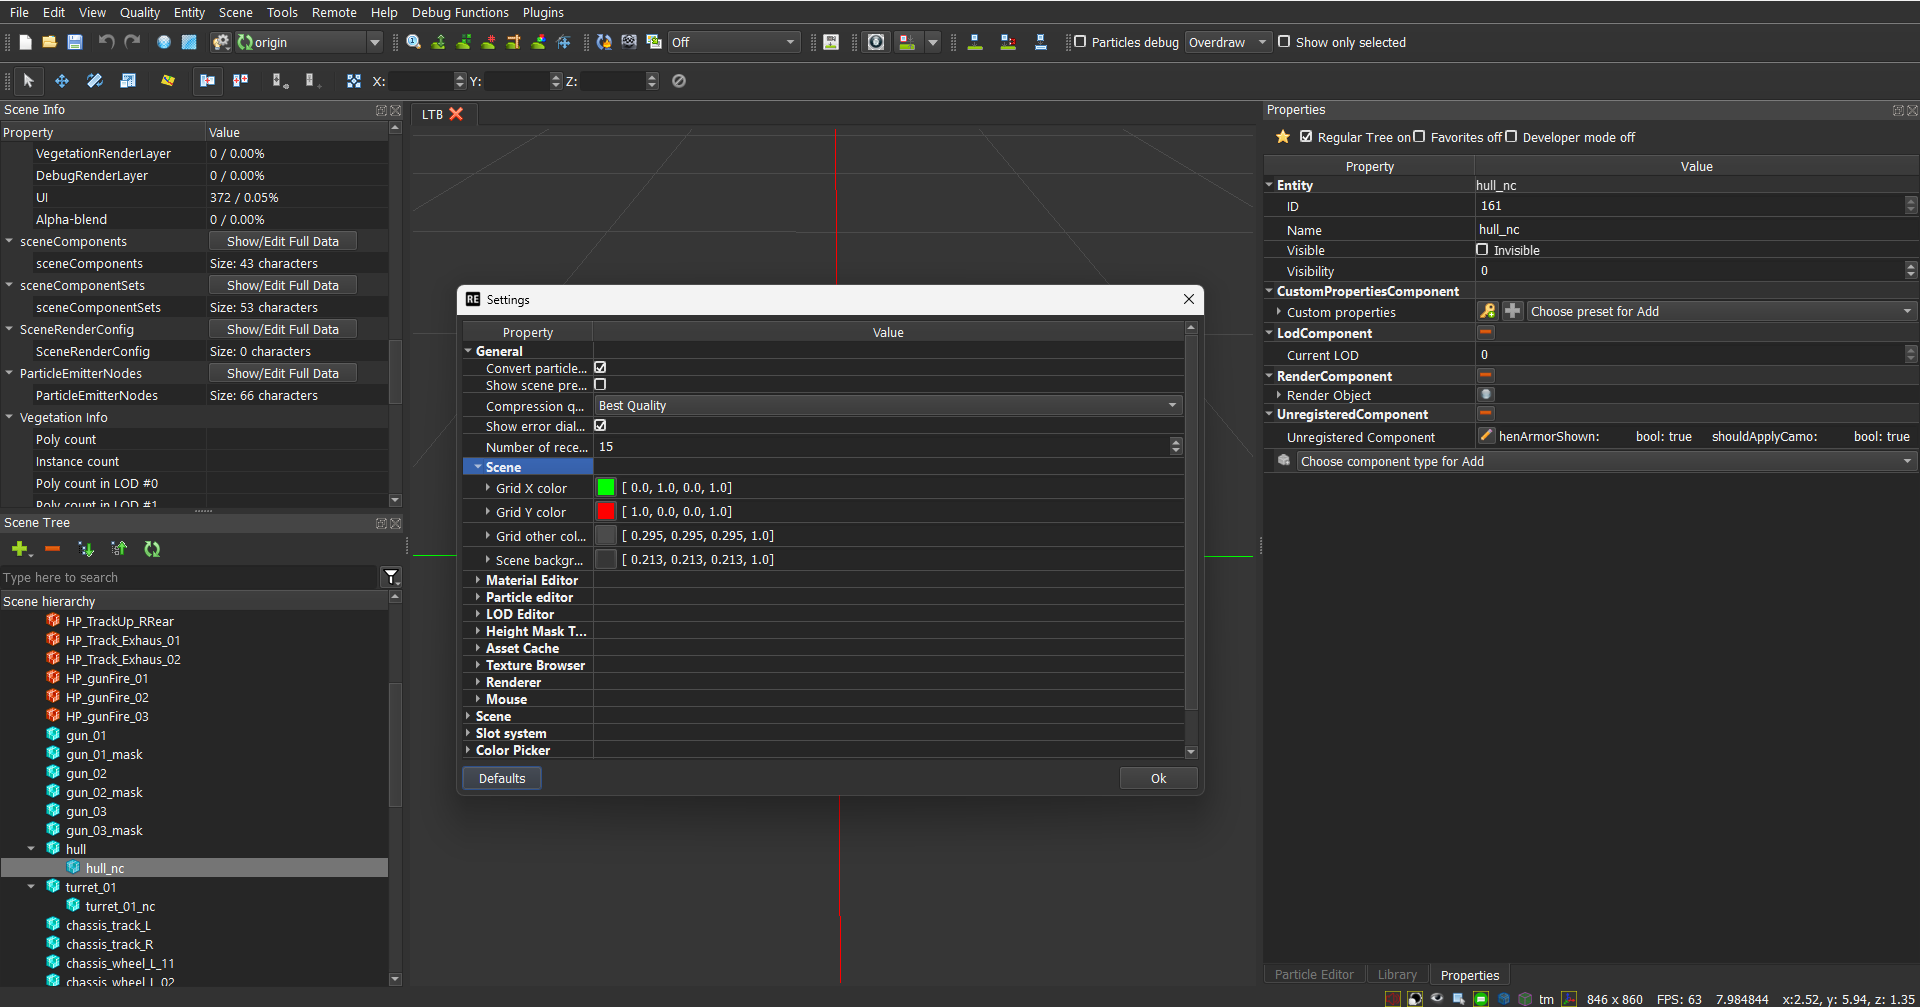 File Edit View Quality Entity Scene Tools Remote Help Debug Functions Plugins
origin
Off
Particles debug
Overdraw
Show only selected
X:
Y:
Z:
Scene Info
Property Value
VegetationRenderLayer 0 / 0.00%
DebugRenderLayer 0 / 0.00%
UI 372 / 0.05%
Alpha-blend 0 / 0.00%
sceneComponents Show/Edit Full Data
sceneComponents Size: 43 characters
sceneComponentSets Show/Edit Full Data
sceneComponentSets Size: 53 characters
SceneRenderConfig Show/Edit Full Data
SceneRenderConfig Size: 0 characters
ParticleEmitterNodes Show/Edit Full Data
ParticleEmitterNodes Size: 66 characters
Vegetation Info
Poly count
Instance count
Poly count in LOD #0
Poly count in LOD #1
Scene Tree
Type here to search
Scene hierarchy
HP_TrackUp_RRear
HP_Track_Exhaus_01
HP_Track_Exhaus_02
HP_gunFire_01
HP_gunFire_02
HP_gunFire_03
gun_01
gun_01_mask
gun_02
gun_02_mask
gun_03
gun_03_mask
hull
hull_nc
turret_01
turret_01_nc
chassis_track_L
chassis_track_R
chassis_wheel_L_11
chassis_wheel_L_02
LTB
RE Settings
Property Value
General
Convert particle...
Show scene pre...
Compression q... Best Quality
Show error dial...
Number of rece... 15
Scene
Grid X color [ 0.0, 1.0, 0.0, 1.0]
Grid Y color [ 1.0, 0.0, 0.0, 1.0]
Grid other col... [ 0.295, 0.295, 0.295, 1.0]
Scene backgr... [ 0.213, 0.213, 0.213, 1.0]
Material Editor
Particle editor
LOD Editor
Height Mask T...
Asset Cache
Texture Browser
Renderer
Mouse
Scene
Slot system
Color Picker
Defaults
Ok
Properties
Regular Tree on Favorites off Developer mode off
Property Value
Entity hull_nc
ID 161
Name hull_nc
Visible Invisible
Visibility 0
CustomPropertiesComponent
Custom properties Choose preset for Add
LodComponent
Current LOD 0
RenderComponent
Render Object
UnregisteredComponent
Unregistered Component henArmorShown: bool: true shouldApplyCamo: bool: true
Choose component type for Add
Particle Editor Library Properties
tm 846 x 860 FPS: 63 7.984844 x:2.52, y: 5.94, z: 1.35